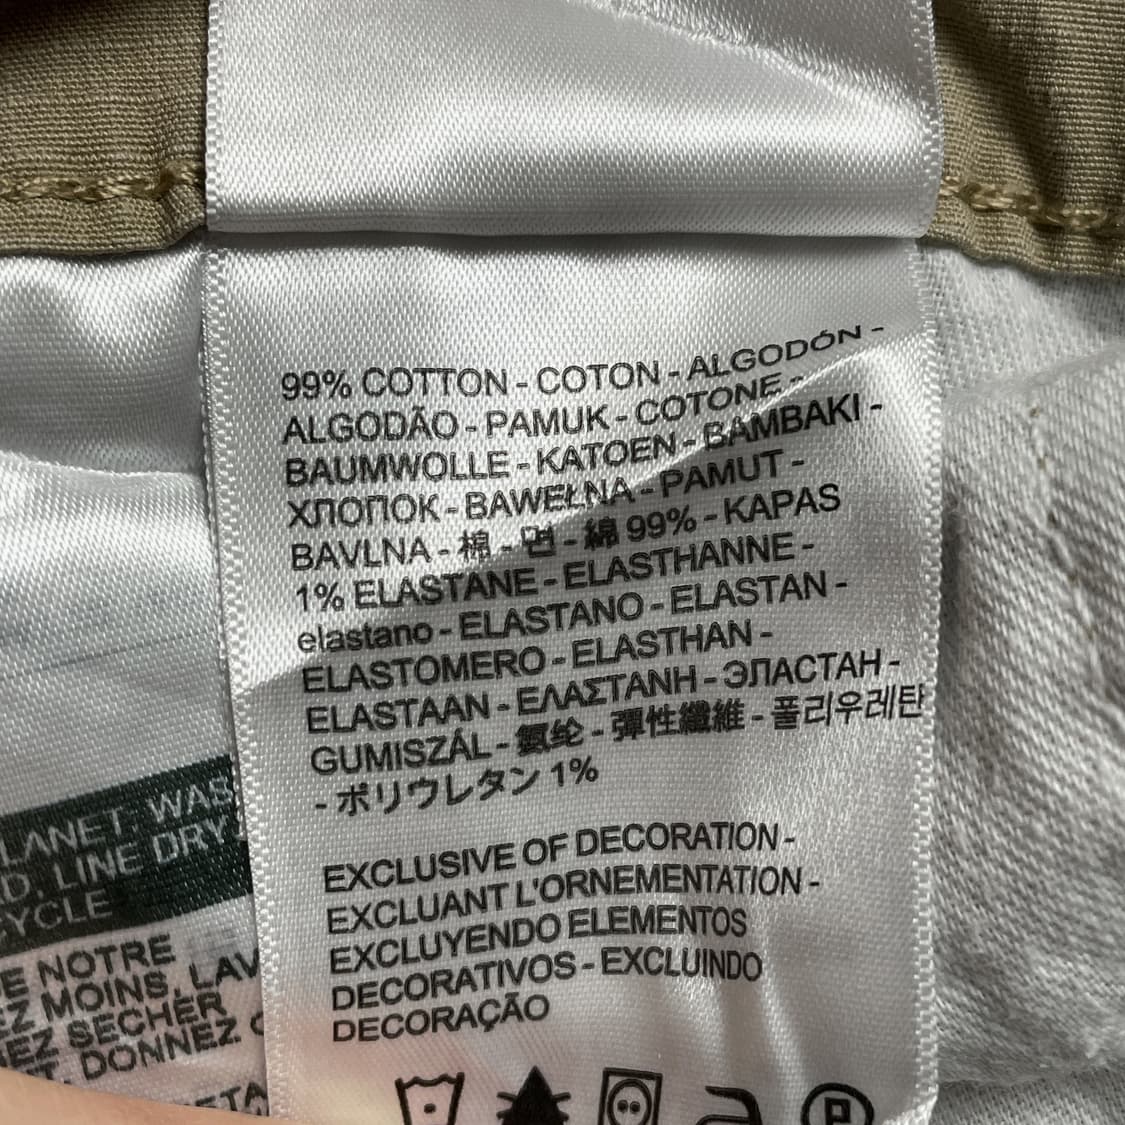 99% COTTON - COTON - ALGODÓN -
ALGODÃO - PAMUK - COTONE -
BAUMWOLLE - KATOEN - BAMBAKI -
ХЛОПОК - BAWEŁNA - PAMUT -
BAVLNA - 棉 - 면 - 綿 99% - KAPAS
1% ELASTANE - ELASTHANNE -
elastano - ELASTANO - ELASTAN -
ELASTOMERO - ELASTHAN -
ELASTAAN - ΕΛΑΣΤΑΝΗ - ЭЛАСТАН -
GUMISZÁL - 氨纶 - 彈性纖維 - 폴리우레탄
- ポリウレタン 1%
EXCLUSIVE OF DECORATION -
EXCLUANT L'ORNEMENTATION -
EXCLUYENDO ELEMENTOS
DECORATIVOS - EXCLUINDO
DECORAÇÃO
P
LANET: WAS
D. LINE DRY
CYCLE
E NOTRE
EZ MOINS, LAV
EZ SÉCHER
T. DONNEZ